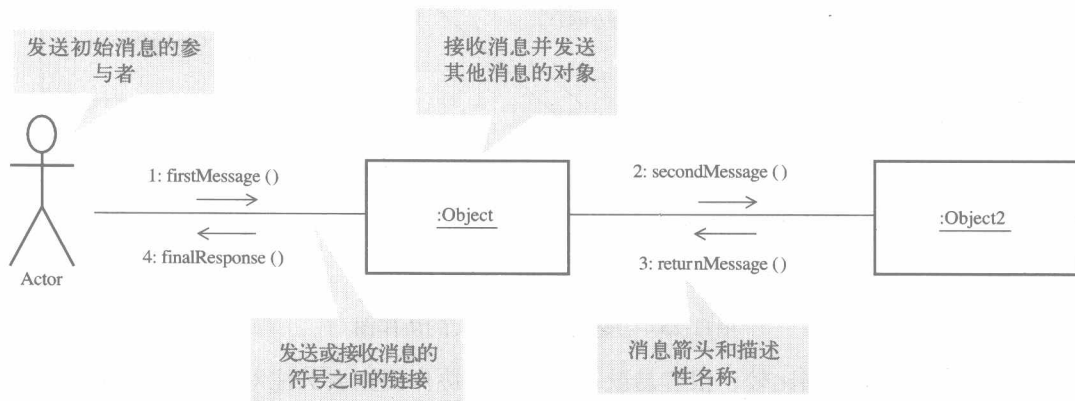 发送初始消息的参
与者
接收消息并发送
其他消息的对象
1: firstMessage ()
2: secondMessage ()
:Object
:Object2
4: finalResponse ()
3: returnMessage ()
Actor
发送或接收消息的
符号之间的链接
消息箭头和描述
性名称